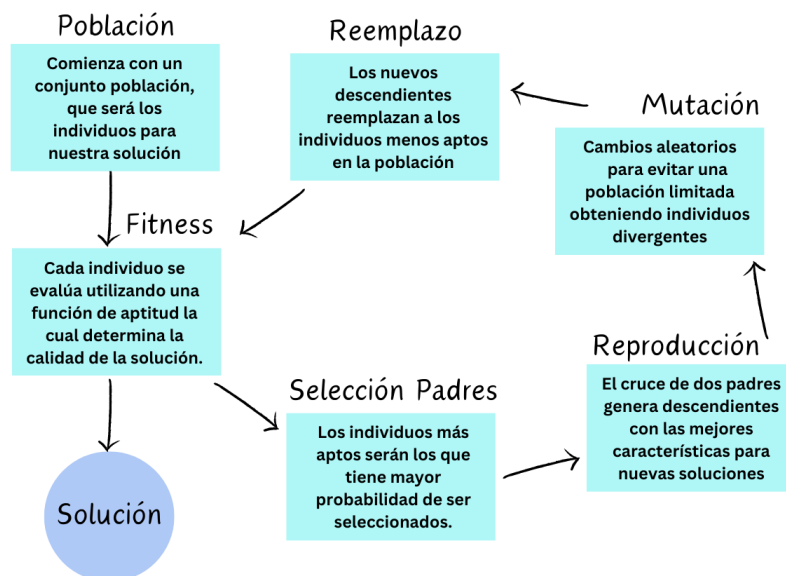 Población
Comienza con un
conjunto población,
que será los
individuos para
nuestra solución
Reemplazo
Los nuevos
descendientes
reemplazan a los
individuos menos aptos
en la población
Mutación
Cambios aleatorios
para evitar una
población limitada
obteniendo individuos
divergentes
Fitness
Cada individuo se
evalúa utilizando una
función de aptitud la
cual determina la
calidad de la solución.
Selección Padres
Los individuos más
aptos serán los que
tiene mayor
probabilidad de ser
seleccionados.
Reproducción
El cruce de dos padres
genera descendientes
con las mejores
características para
nuevas soluciones
Solución